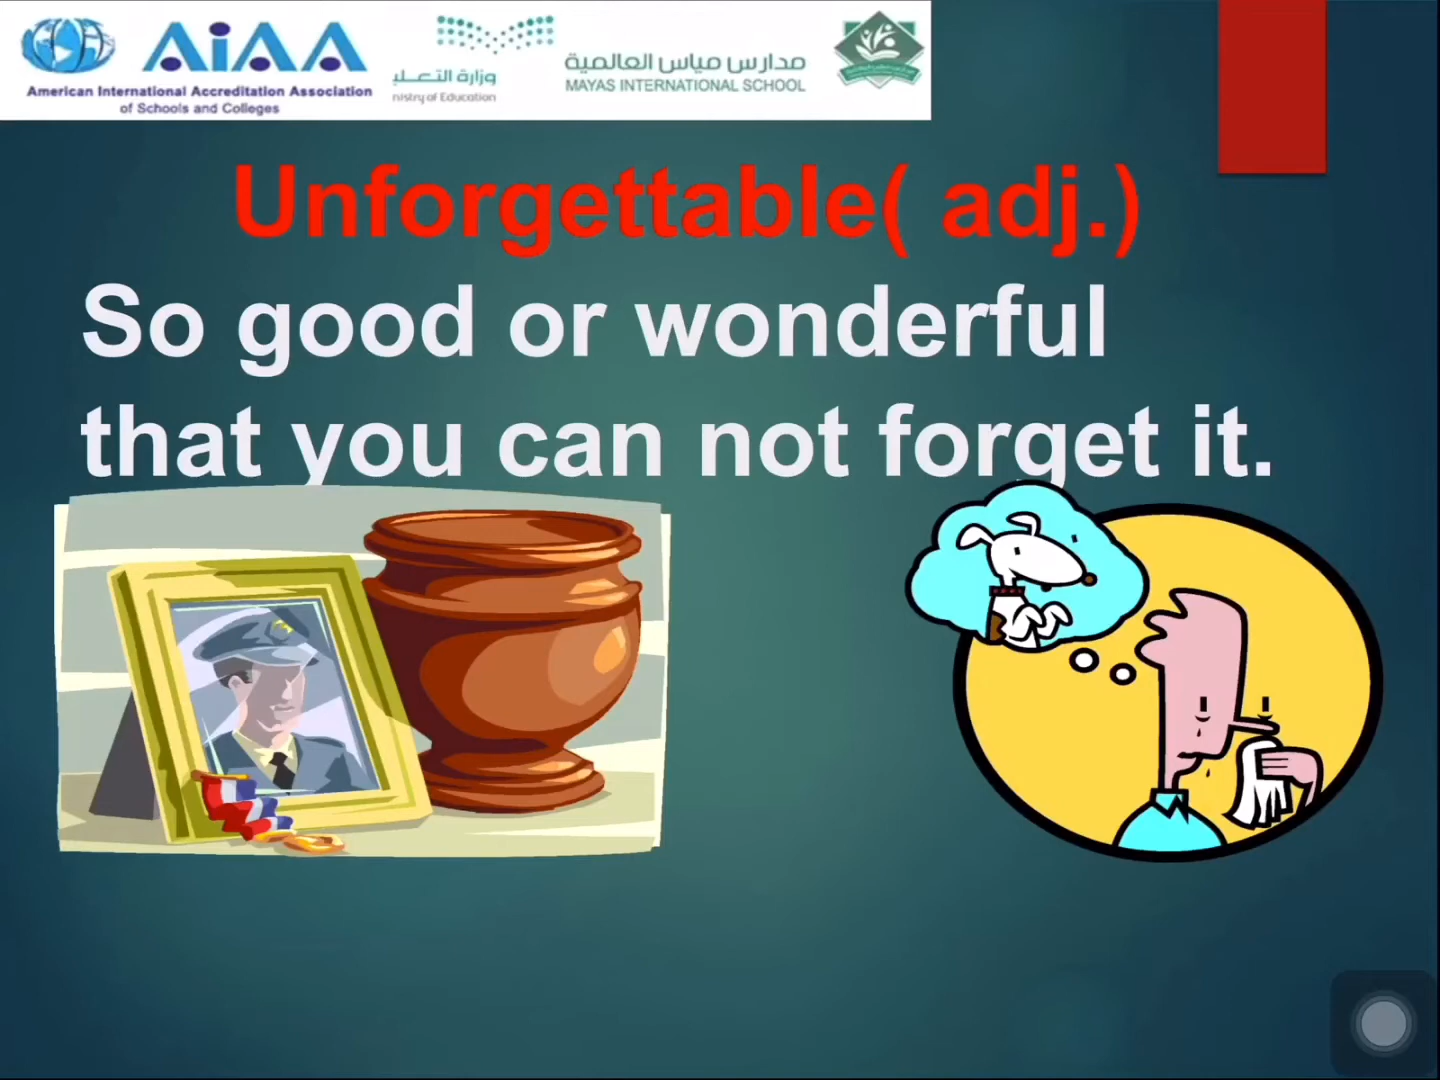 AiAA
American International Accreditation Association
of Schools and Colleges
وزارة التعـــليـ
nistry of Education
مدارس مياس العالمية
MAYAS INTERNATIONAL SCHOOL
Unforgettable( adj.)
So good or wonderful
that you can not forget it.